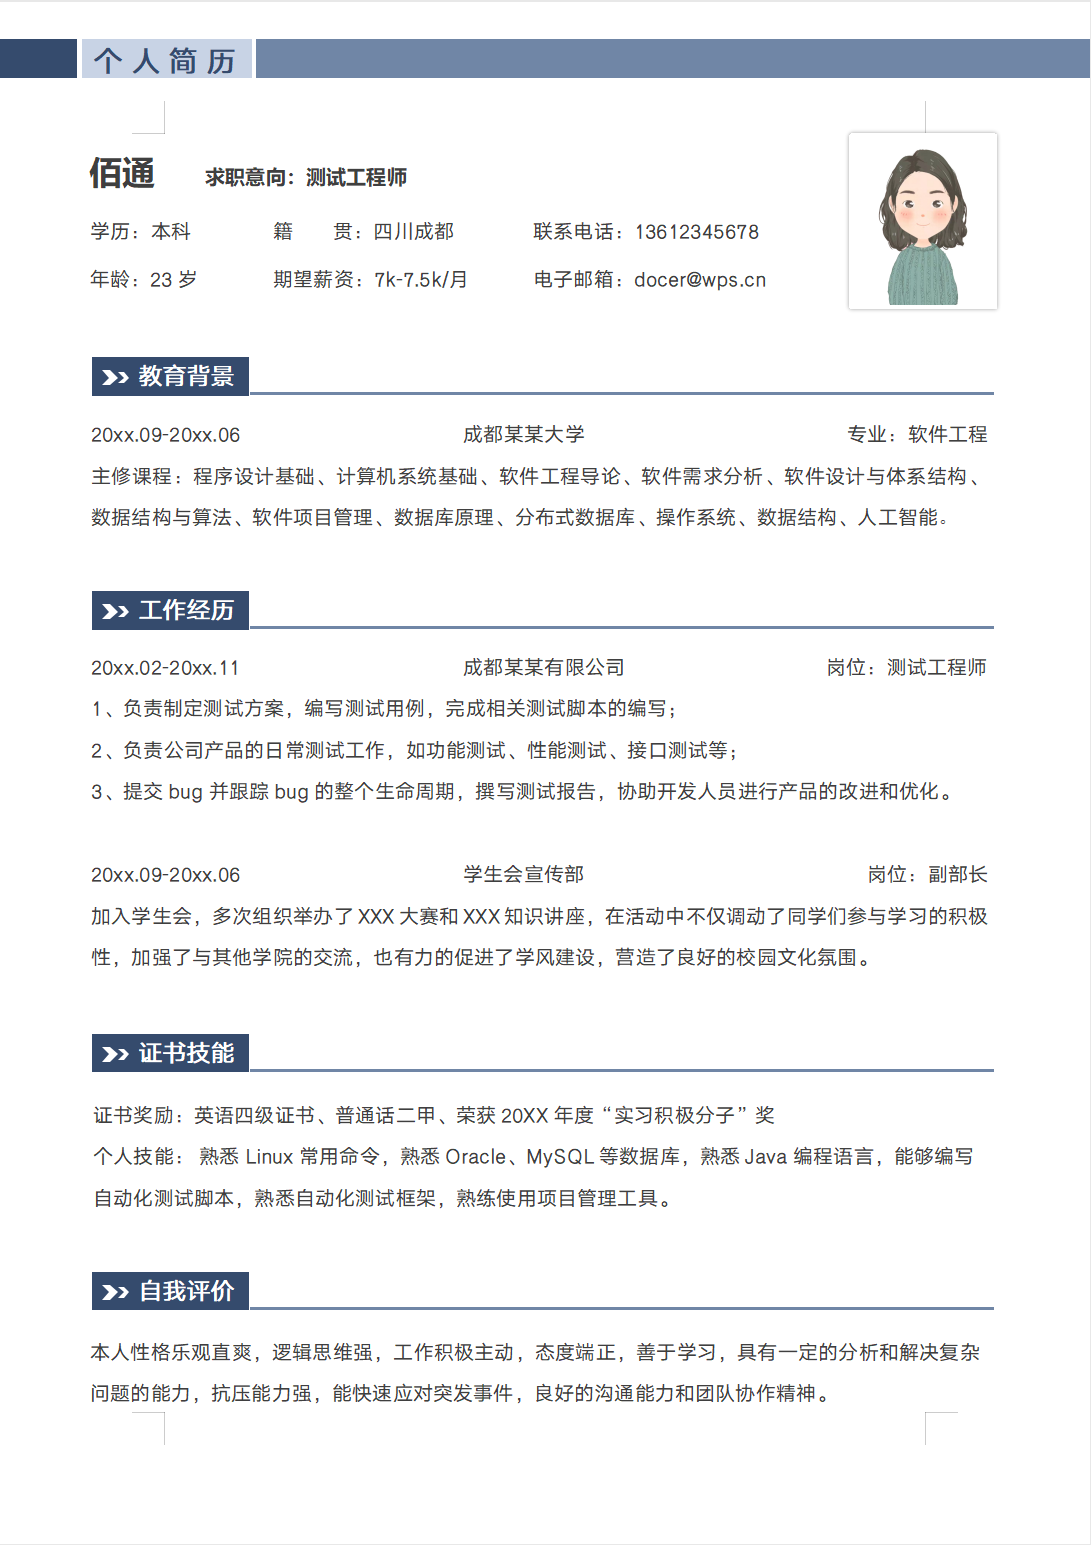 个人简历
佰通 求职意向：测试工程师
学历：本科 籍 贯：四川成都 联系电话：13612345678
年龄：23 岁 期望薪资：7k-7.5k/月 电子邮箱：docer@wps.cn
教育背景
20xx.09-20xx.06 成都某某大学 专业：软件工程
主修课程：程序设计基础、计算机系统基础、软件工程导论、软件需求分析、软件设计与体系结构、
数据结构与算法、软件项目管理、数据库原理、分布式数据库、操作系统、数据结构、人工智能。
工作经历
20xx.02-20xx.11 成都某某有限公司 岗位：测试工程师
1、负责制定测试方案，编写测试用例，完成相关测试脚本的编写；
2、负责公司产品的日常测试工作，如功能测试、性能测试、接口测试等；
3、提交 bug 并跟踪 bug 的整个生命周期，撰写测试报告，协助开发人员进行产品的改进和优化。
20xx.09-20xx.06 学生会宣传部 岗位：副部长
加入学生会，多次组织举办了 XXX 大赛和 XXX 知识讲座，在活动中不仅调动了同学们参与学习的积极
性，加强了与其他学院的交流，也有力的促进了学风建设，营造了良好的校园文化氛围。
证书技能
证书奖励：英语四级证书、普通话二甲、荣获 20XX 年度“实习积极分子”奖
个人技能： 熟悉 Linux 常用命令，熟悉 Oracle、MySQL 等数据库，熟悉 Java 编程语言，能够编写
自动化测试脚本，熟悉自动化测试框架，熟练使用项目管理工具。
自我评价
本人性格乐观直爽，逻辑思维强，工作积极主动，态度端正，善于学习，具有一定的分析和解决复杂
问题的能力，抗压能力强，能快速应对突发事件，良好的沟通能力和团队协作精神。